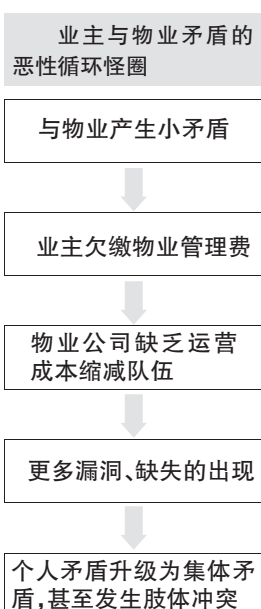 业主与物业矛盾的
恶性循环怪圈
与物业产生小矛盾
业主欠缴物业管理费
物业公司缺乏运营
成本缩减队伍
更多漏洞、缺失的出现
个人矛盾升级为集体矛
盾,甚至发生肢体冲突